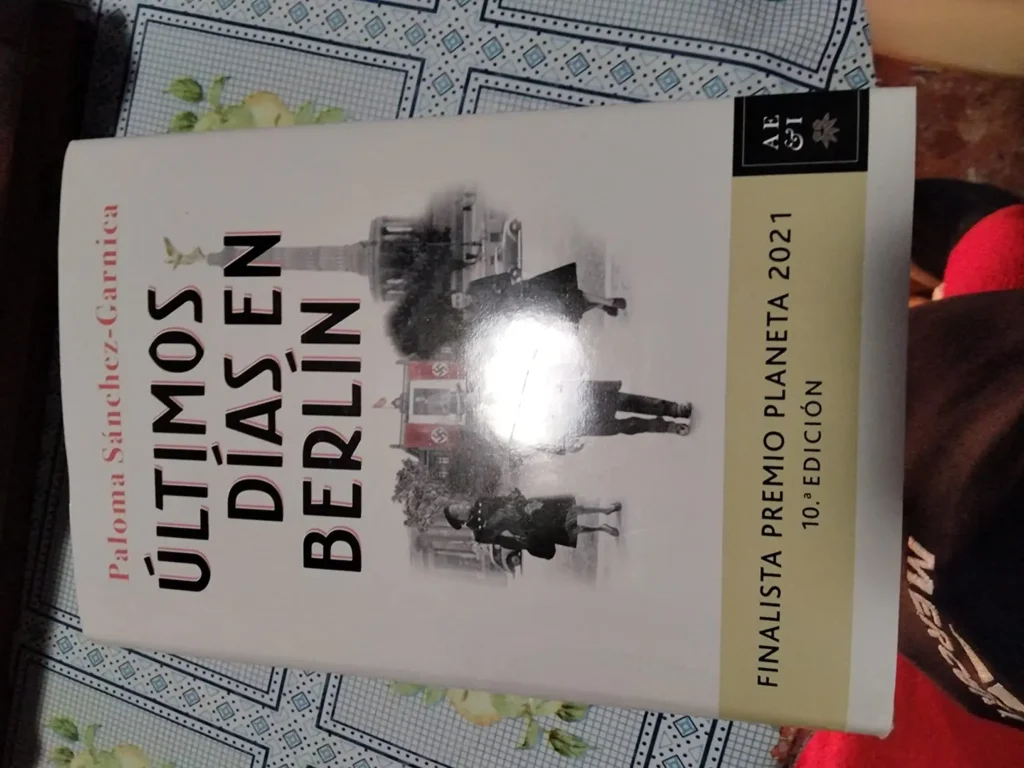 Paloma Sánchez-Garnica
ÚLTIMOS
DÍAS EN
BERLÍN
AE
&I
FINALISTA PREMIO PLANETA 2021
10.ª EDICIÓN